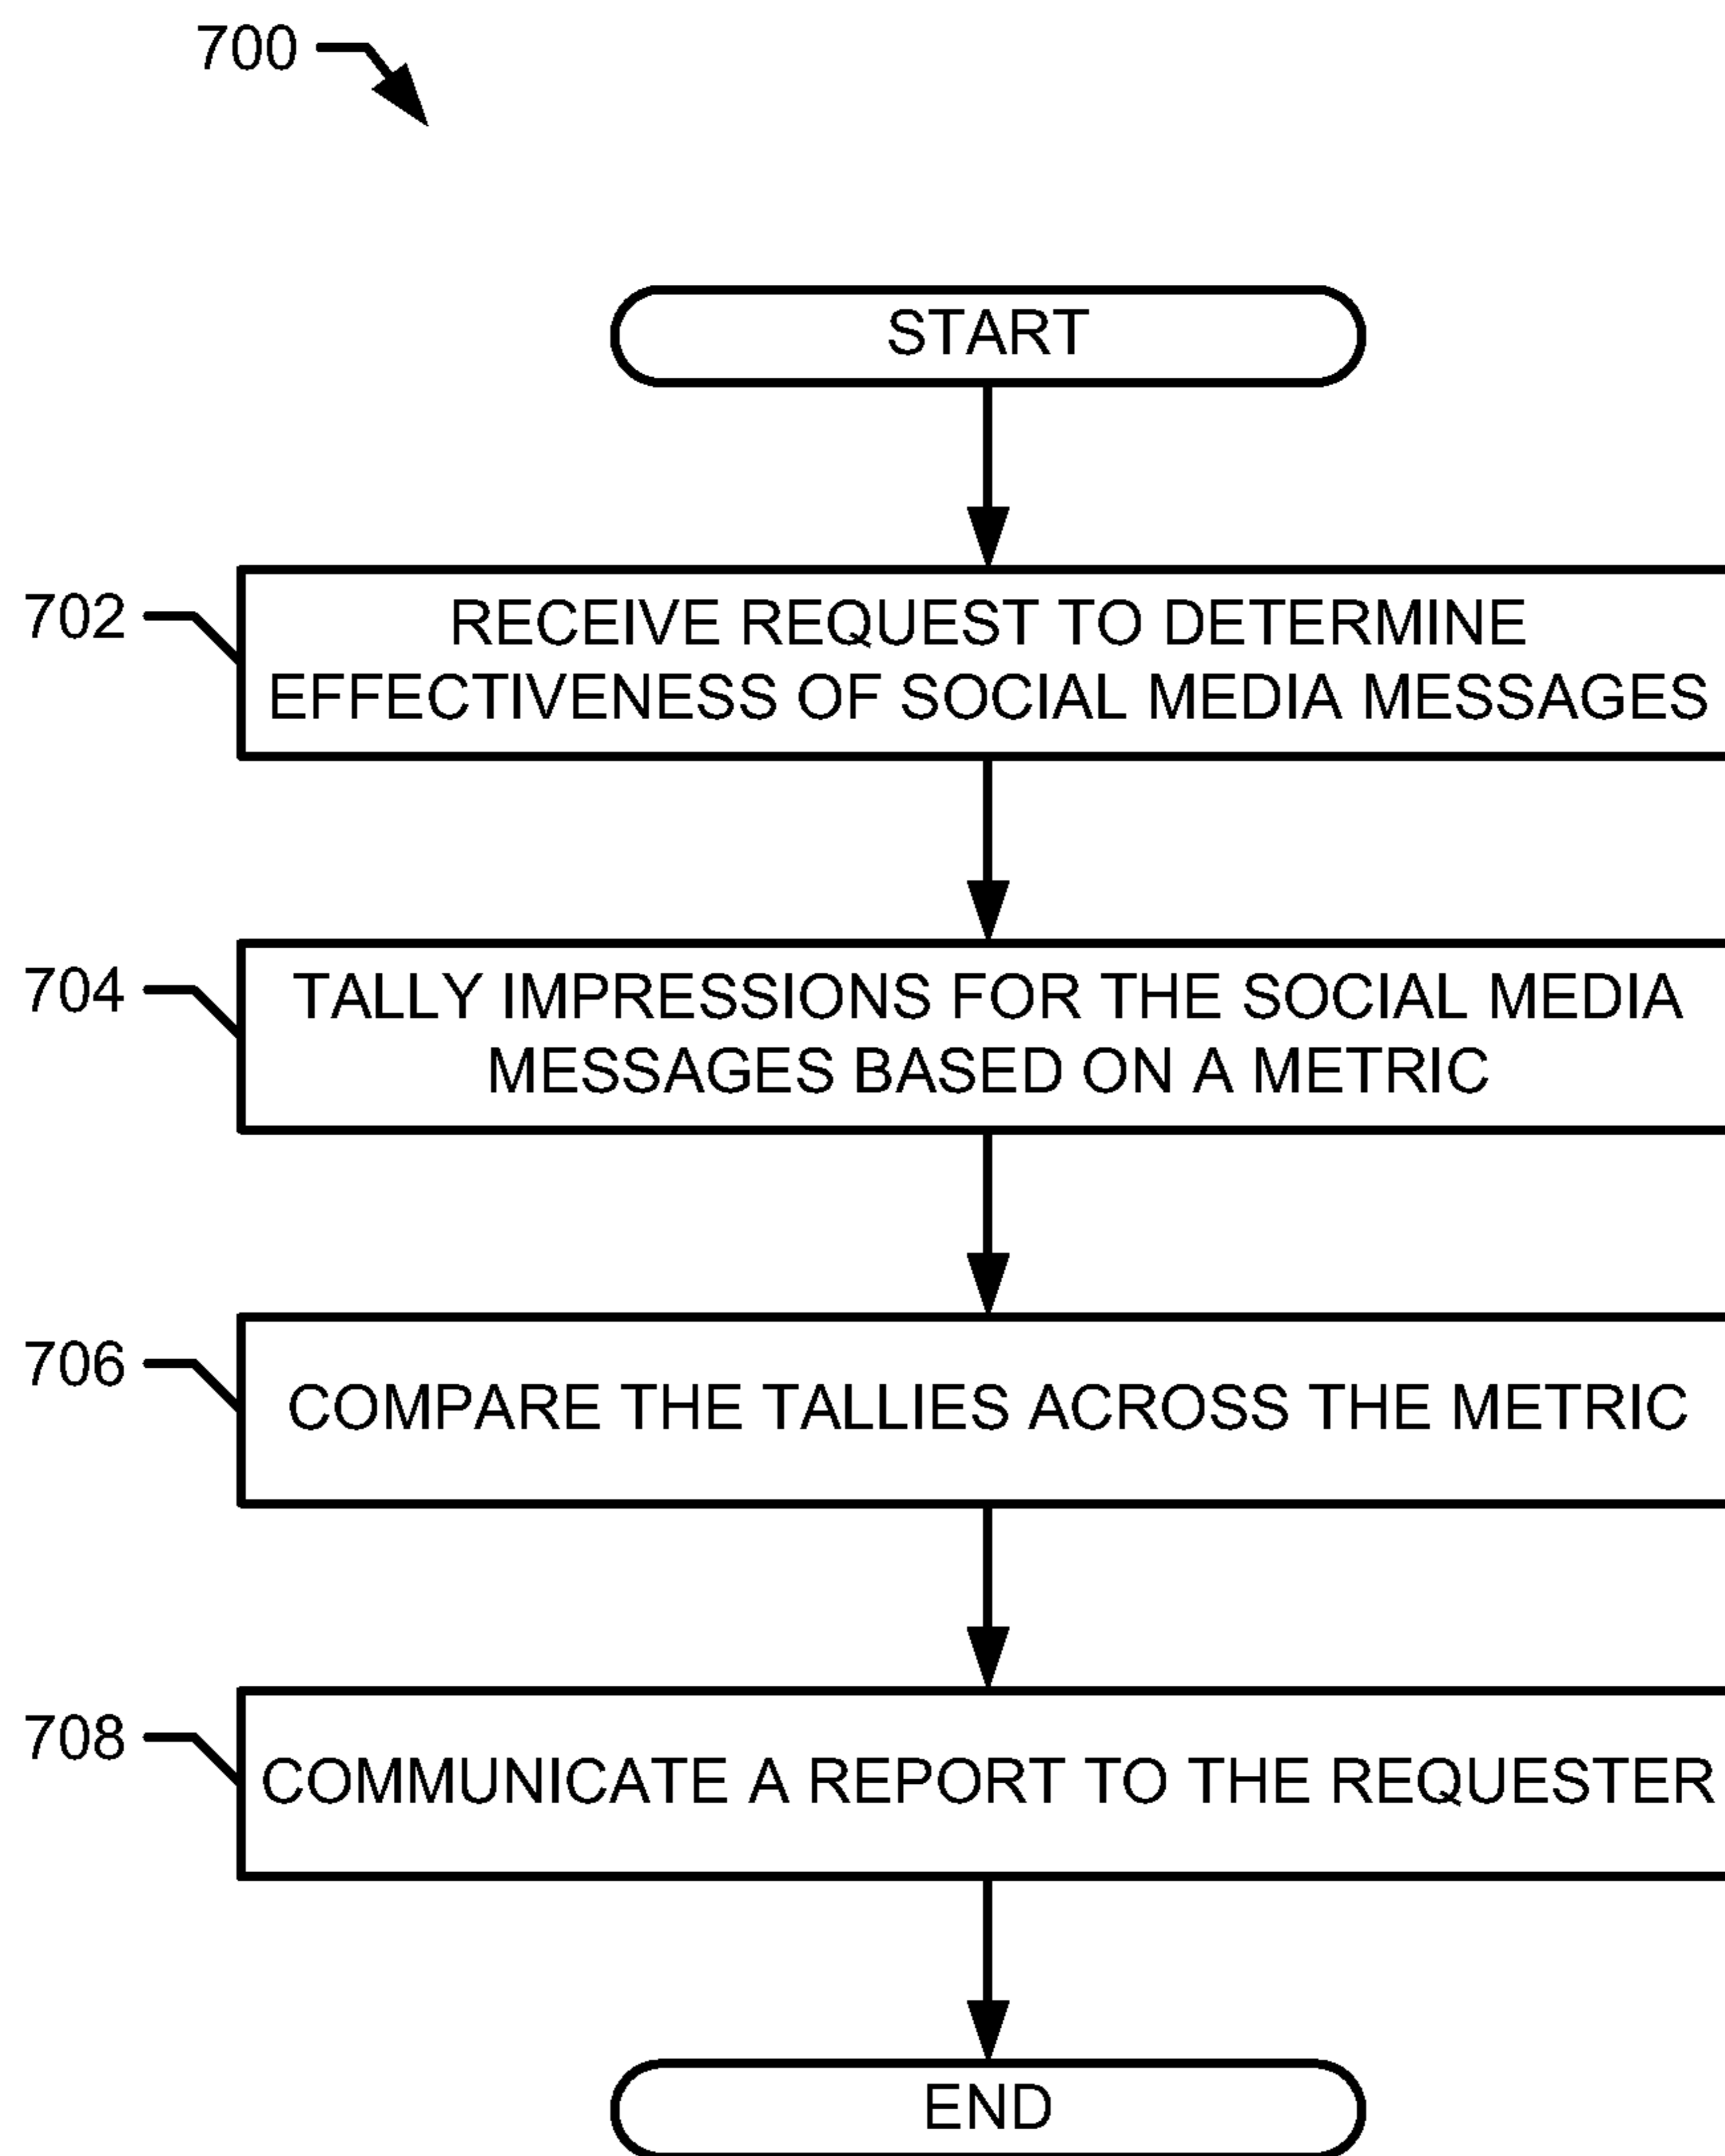 700
START
702
RECEIVE REQUEST TO DETERMINE
EFFECTIVENESS OF SOCIAL MEDIA MESSAGES
704
TALLY IMPRESSIONS FOR THE SOCIAL MEDIA
MESSAGES BASED ON A METRIC
706
COMPARE THE TALLIES ACROSS THE METRIC
708
COMMUNICATE A REPORT TO THE REQUESTER
END